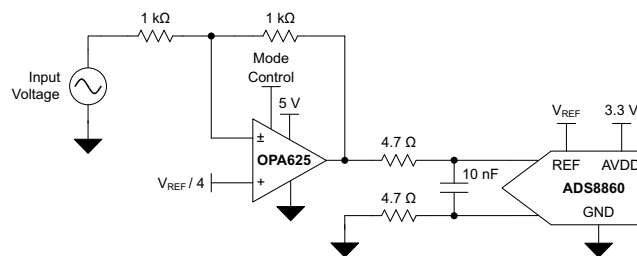 1 kΩ
1 kΩ
Input
Voltage
Mode
Control
5 V
±
OPA625
+
V_REF / 4
4.7 Ω
4.7 Ω
10 nF
V_REF
3.3 V
REF
AVDD
ADS8860
GND